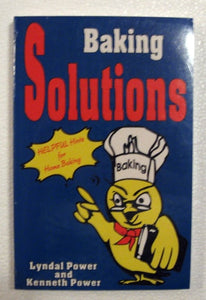 Baking
Solutions
HELPFUL Hints
for
Home Baking
Baking
Lyndal Power
and
Kenneth Power